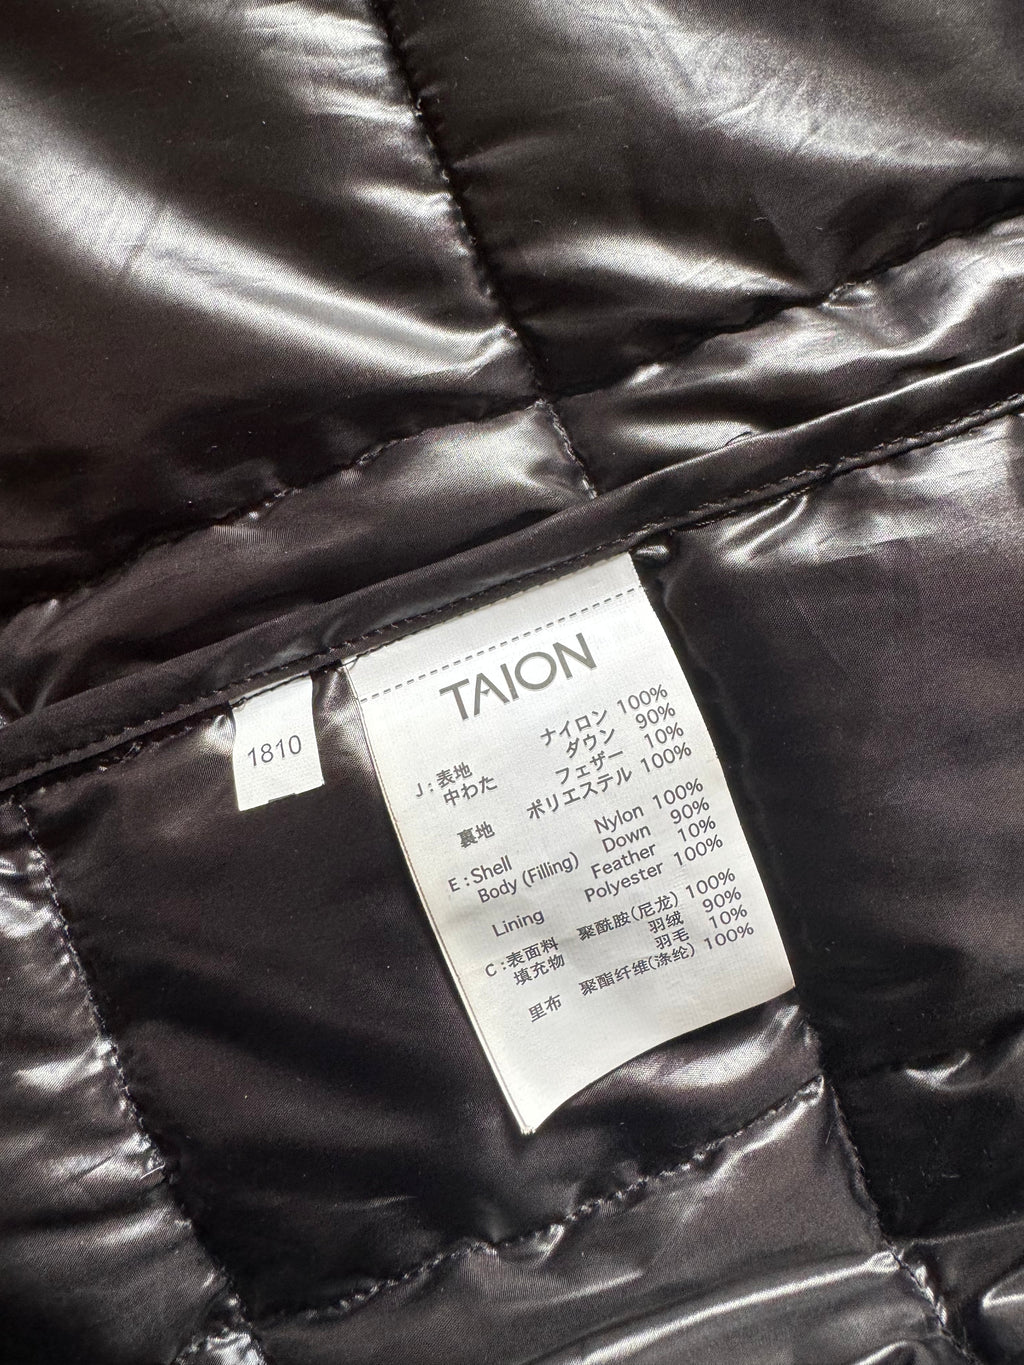 TAION
J : 表地 ナイロン 100%
中わた ダウン 90%
フェザー 10%
裏地 ポリエステル 100%
E : Shell Nylon 100%
Body (Filling) Down 90%
Feather 10%
Lining Polyester 100%
C : 表面料 聚酰胺(尼龙) 100%
填充物 羽绒 90%
羽毛 10%
里布 聚酯纤维(涤纶) 100%
1810